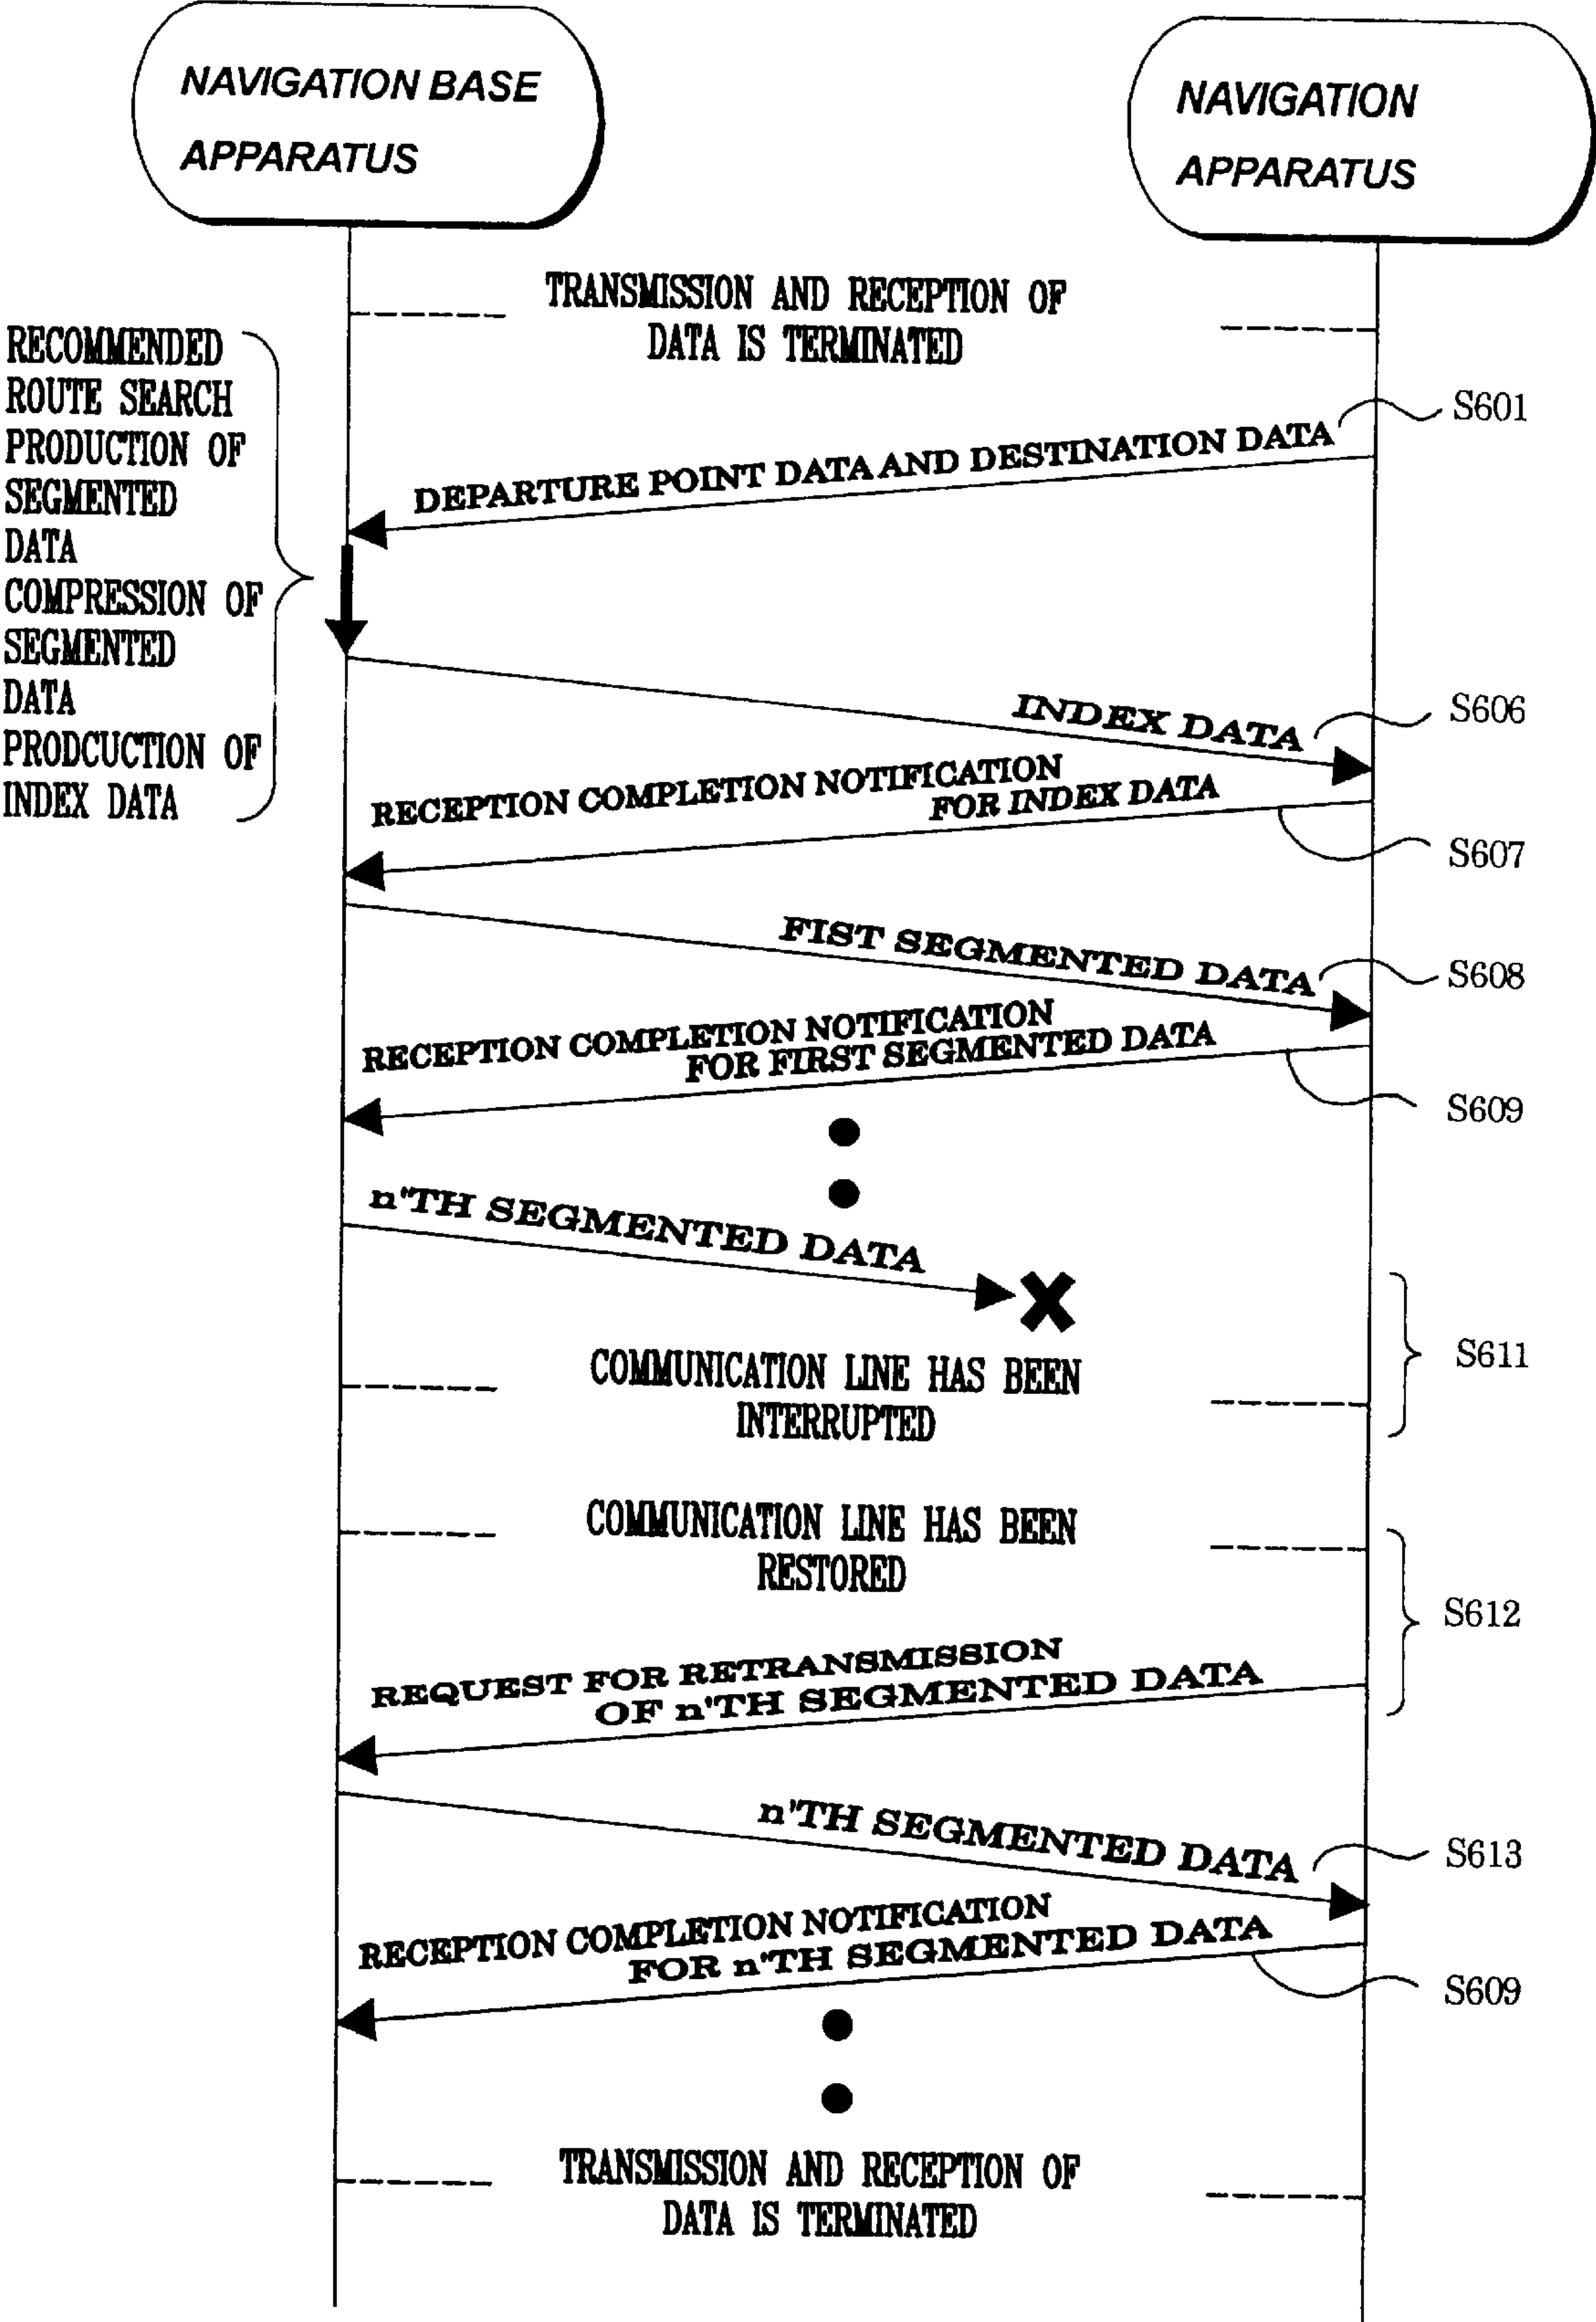 NAVIGATION BASE
APPARATUS
NAVIGATION
APPARATUS
TRANSMISSION AND RECEPTION OF
DATA IS TERMINATED
RECOMMENDED
ROUTE SEARCH
PRODUCTION OF
SEGMENTED
DATA
COMPRESSION OF
SEGMENTED
DATA
PRODCUCTION OF
INDEX DATA
S601
DEPARTURE POINT DATA AND DESTINATION DATA
INDEX DATA
S606
RECEPTION COMPLETION NOTIFICATION
FOR INDEX DATA
S607
FIST SEGMENTED DATA
S608
RECEPTION COMPLETION NOTIFICATION
FOR FIRST SEGMENTED DATA
S609
n'TH SEGMENTED DATA
COMMUNICATION LINE HAS BEEN
INTERRUPTED
S611
COMMUNICATION LINE HAS BEEN
RESTORED
S612
REQUEST FOR RETRANSMISSION
OF n'TH SEGMENTED DATA
n'TH SEGMENTED DATA
S613
RECEPTION COMPLETION NOTIFICATION
FOR n'TH SEGMENTED DATA
S609
TRANSMISSION AND RECEPTION OF
DATA IS TERMINATED